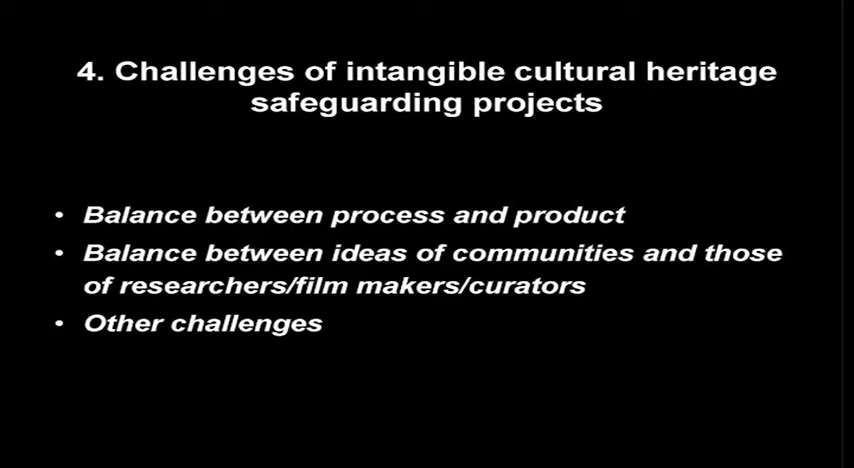 4. Challenges of intangible cultural heritage
safeguarding projects
• Balance between process and product
• Balance between ideas of communities and those
of researchers/film makers/curators
• Other challenges